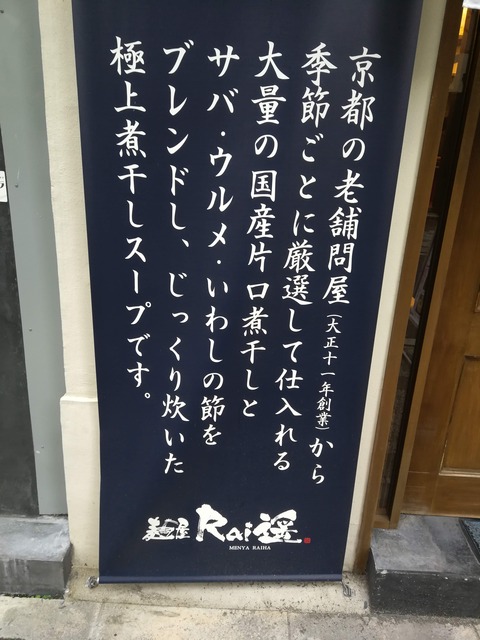 京都の老舗問屋(大正十一年創業)から
季節ごとに厳選して仕入れる
大量の国産片口煮干しと
サバ・ウルメ・いわしの節を
ブレンドし、じっくり炊いた
極上煮干しスープです。
麺屋 Rai遥
MENYA RAIHA